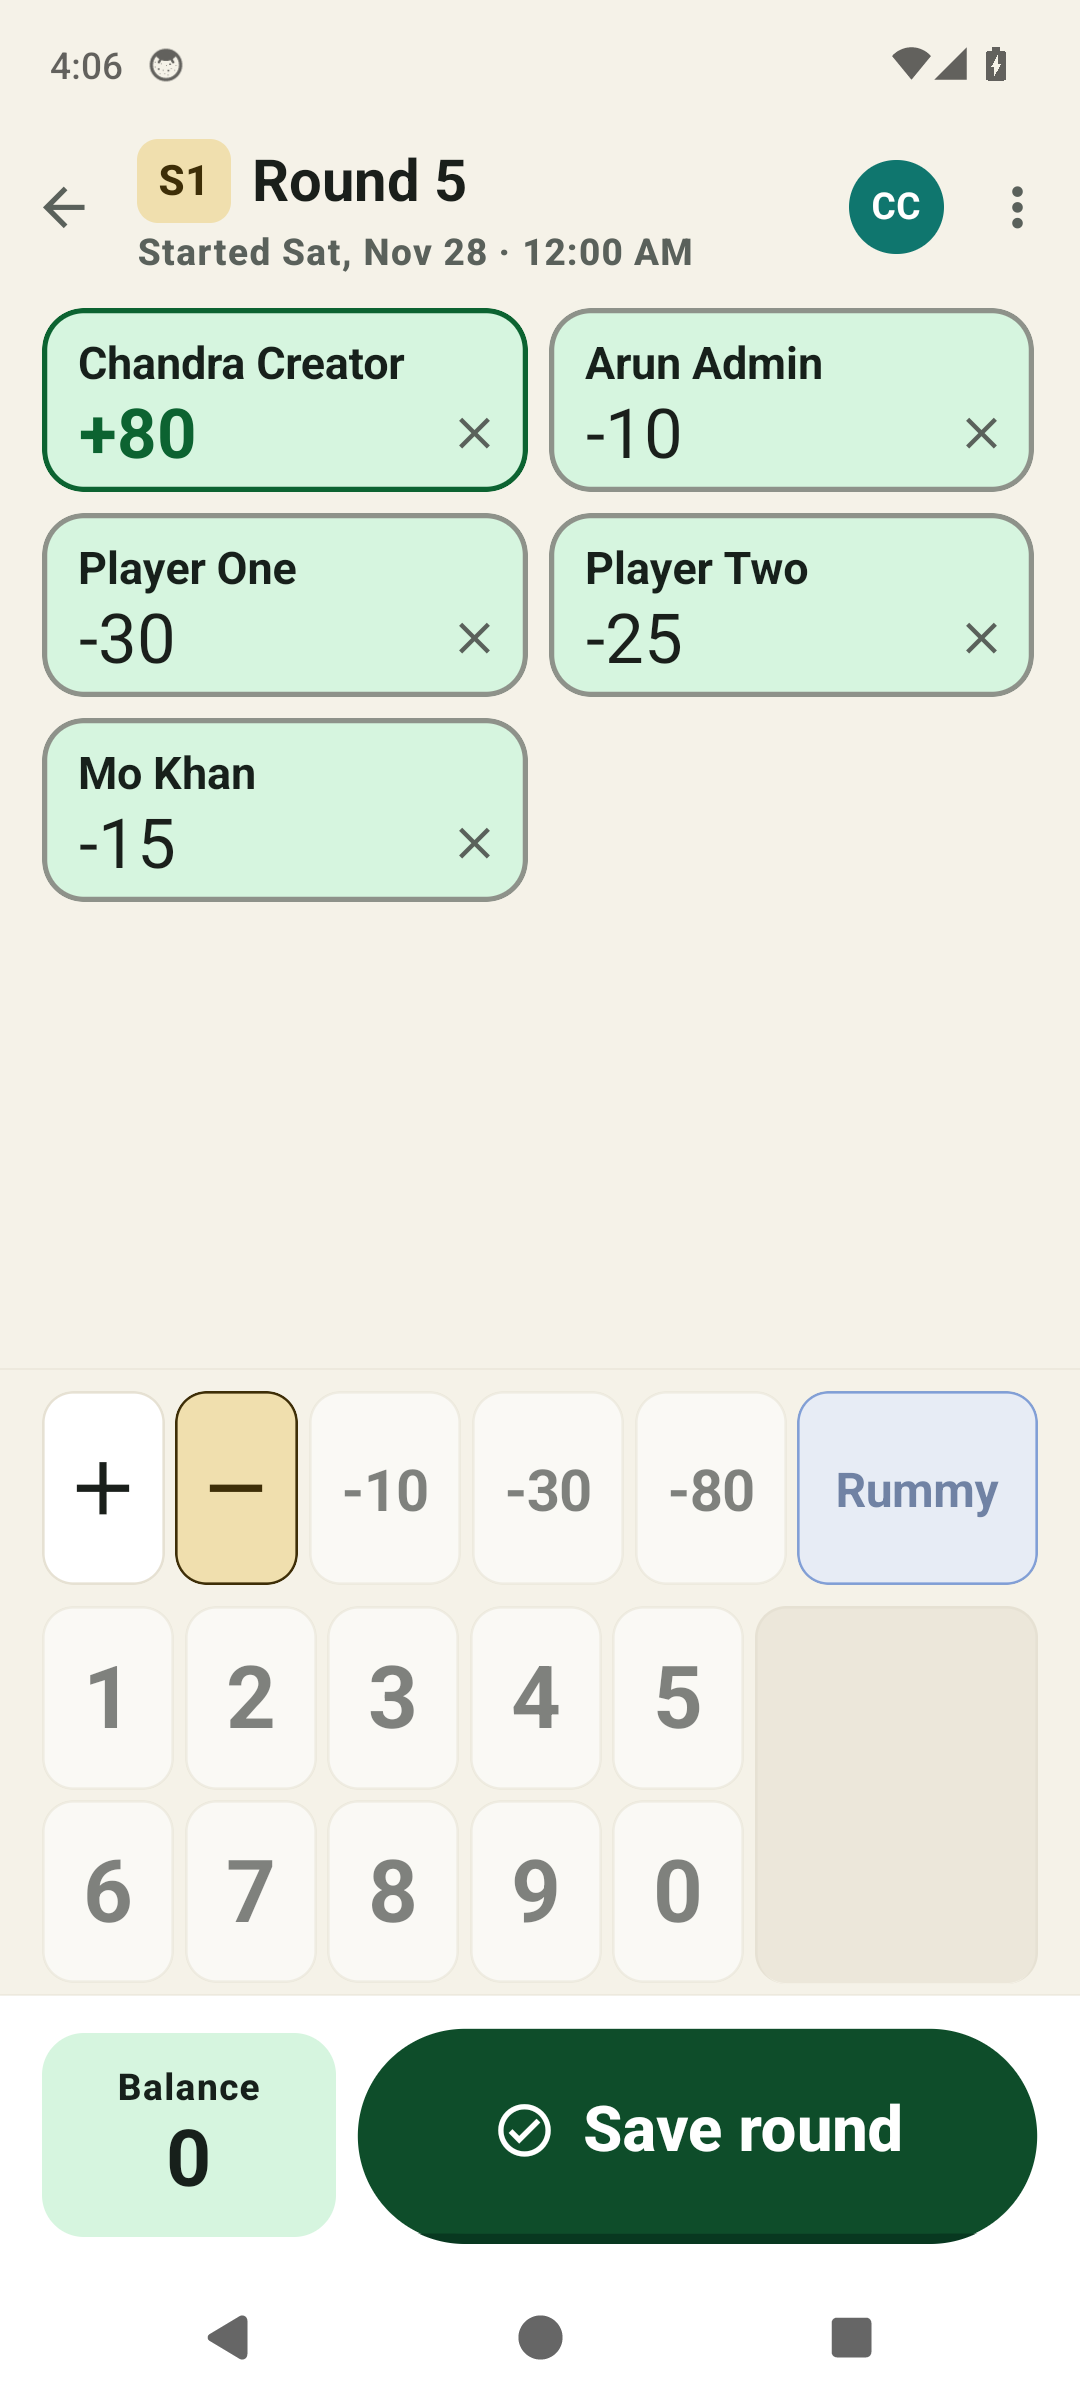 4:06
S1 Round 5
Started Sat, Nov 28 · 12:00 AM
CC
Chandra Creator
+80
Arun Admin
-10
Player One
-30
Player Two
-25
Mo Khan
-15
+ − -10 -30 -80 Rummy
1 2 3 4 5
6 7 8 9 0
Balance
0
Save round